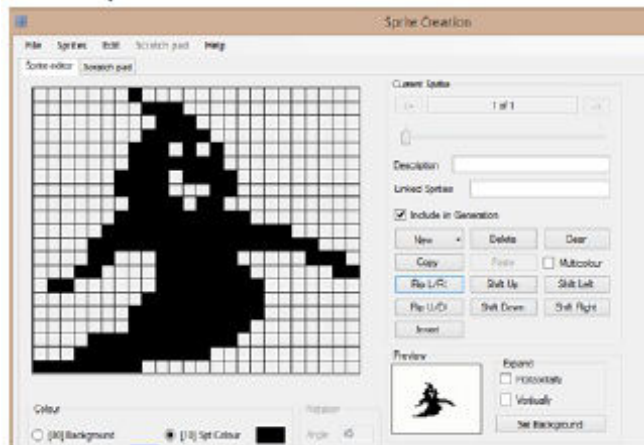 Sprite Creation
File Sprites Edit Scratch pad Help
Sprite editor Scratch pad
Current Sprite
1 of 1
Description
Linked Sprites
Include in Generation
New Delete Clear
Copy Paste Multicolour
Flip L/R Shift Up Shift Left
Flip U/D Shift Down Shift Right
Invert
Preview
Expand
Horizontally
Vertically
Set Background
Colour
Rotation
[00] Background [10] Sprt Colour Angle 45